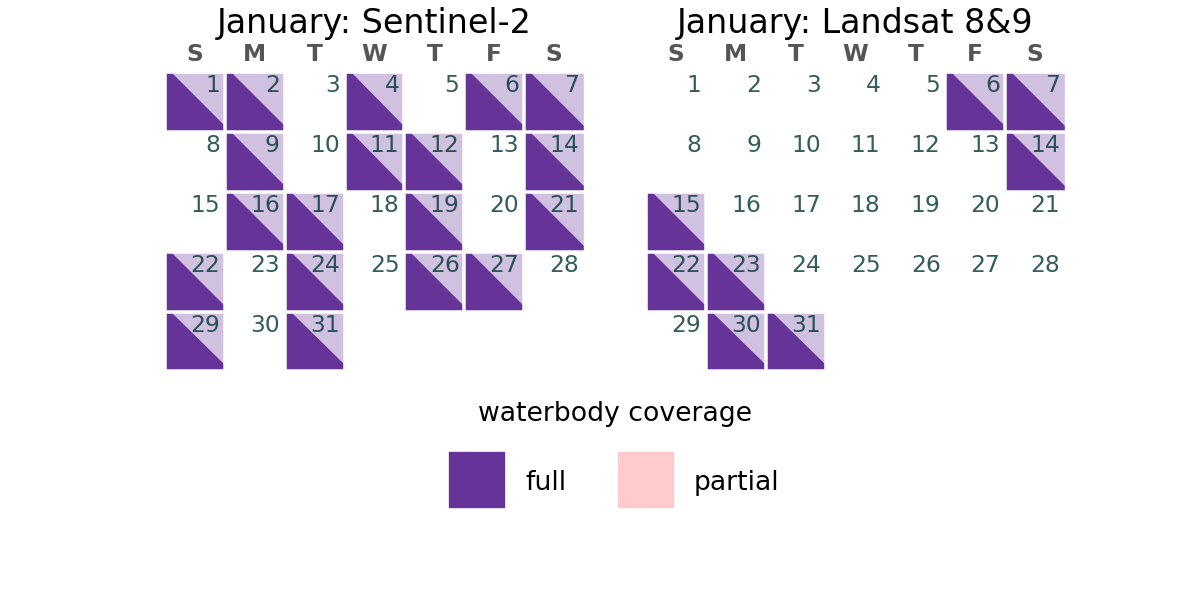 January: Sentinel-2
S M T W T F S
1 2 3 4 5 6 7
8 9 10 11 12 13 14
15 16 17 18 19 20 21
22 23 24 25 26 27 28
29 30 31
January: Landsat 8&9
S M T W T F S
1 2 3 4 5 6 7
8 9 10 11 12 13 14
15 16 17 18 19 20 21
22 23 24 25 26 27 28
29 30 31
waterbody coverage
full partial